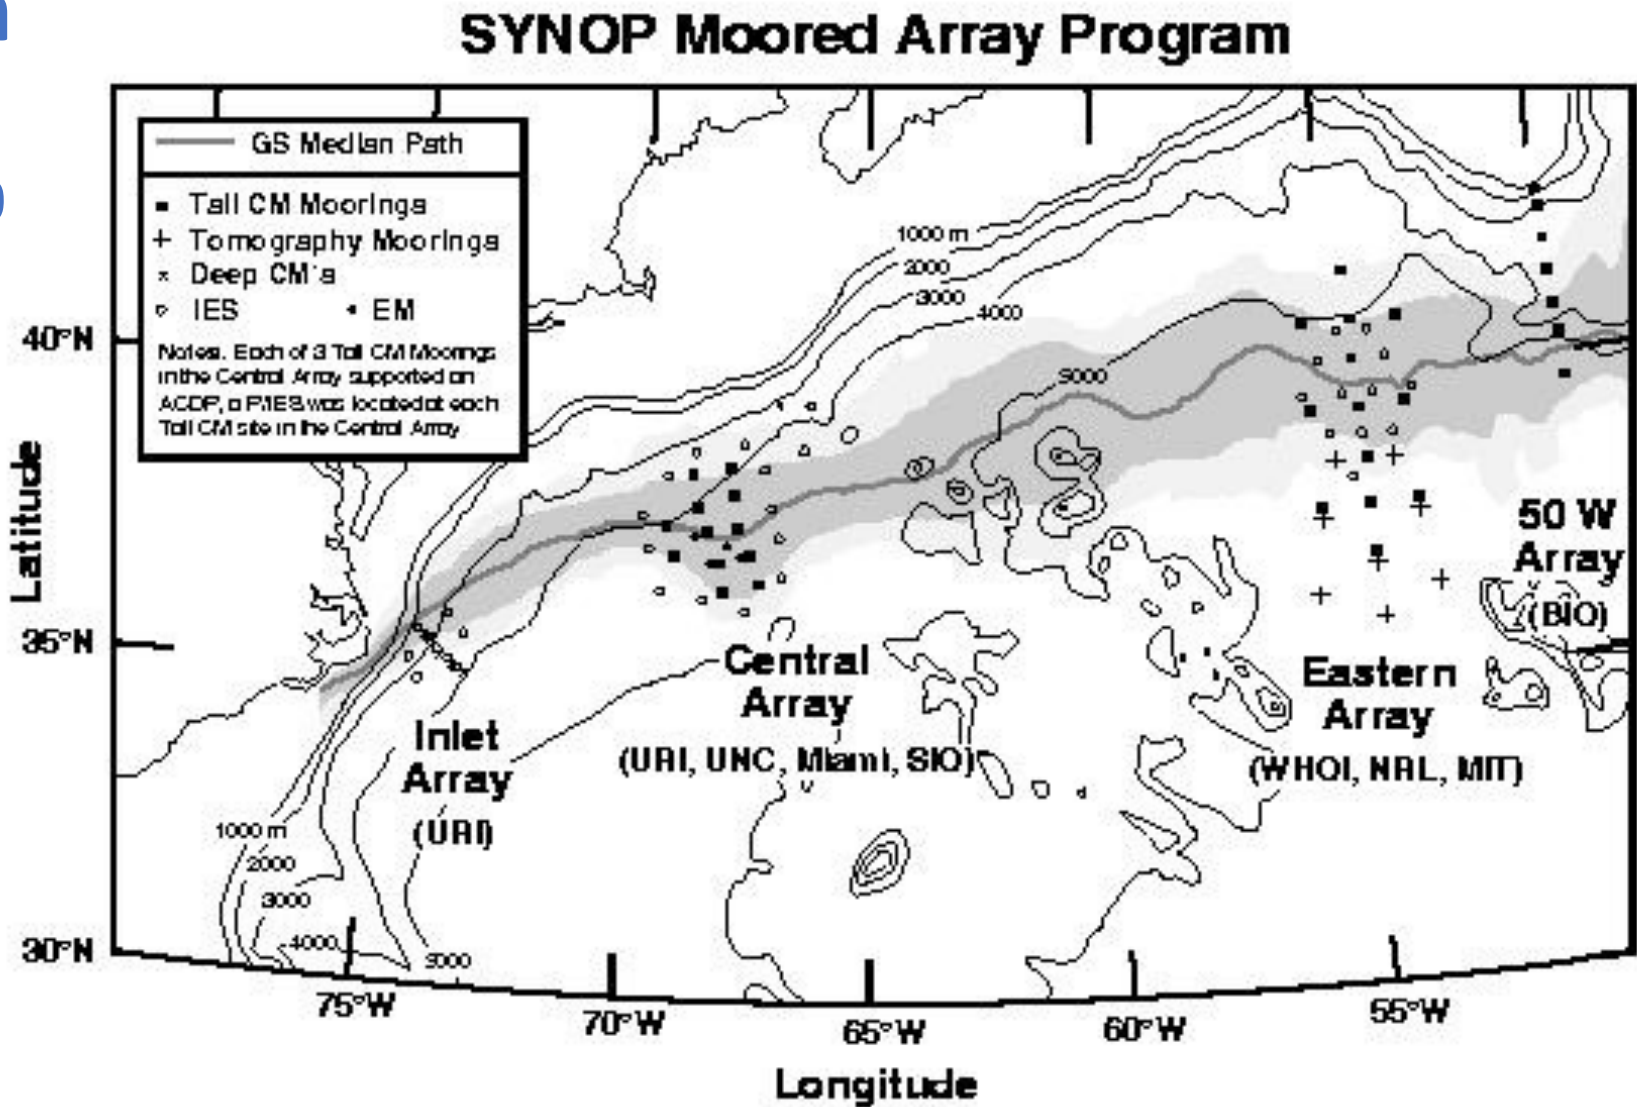 SYNOP Moored Array Program
GS Median Path
Tall CM Moorings
Tomography Moorings
Deep CM's
IES EM
Notes. Each of 3 Tall CM Moorings
in the Central Array supported an
ACDP, a PIES was located at each
Tall CM site in the Central Array
1000 m
2000
3000
4000
5000
40°N
35°N
30°N
Latitude
50 W
Array
(BIO)
Central
Array
(URI, UNC, Miami, SIO)
Eastern
Array
(WHOI, NRL, MIT)
Inlet
Array
(URI)
1000 m
2000
3000
4000
5000
75°W
70°W
65°W
60°W
55°W
Longitude